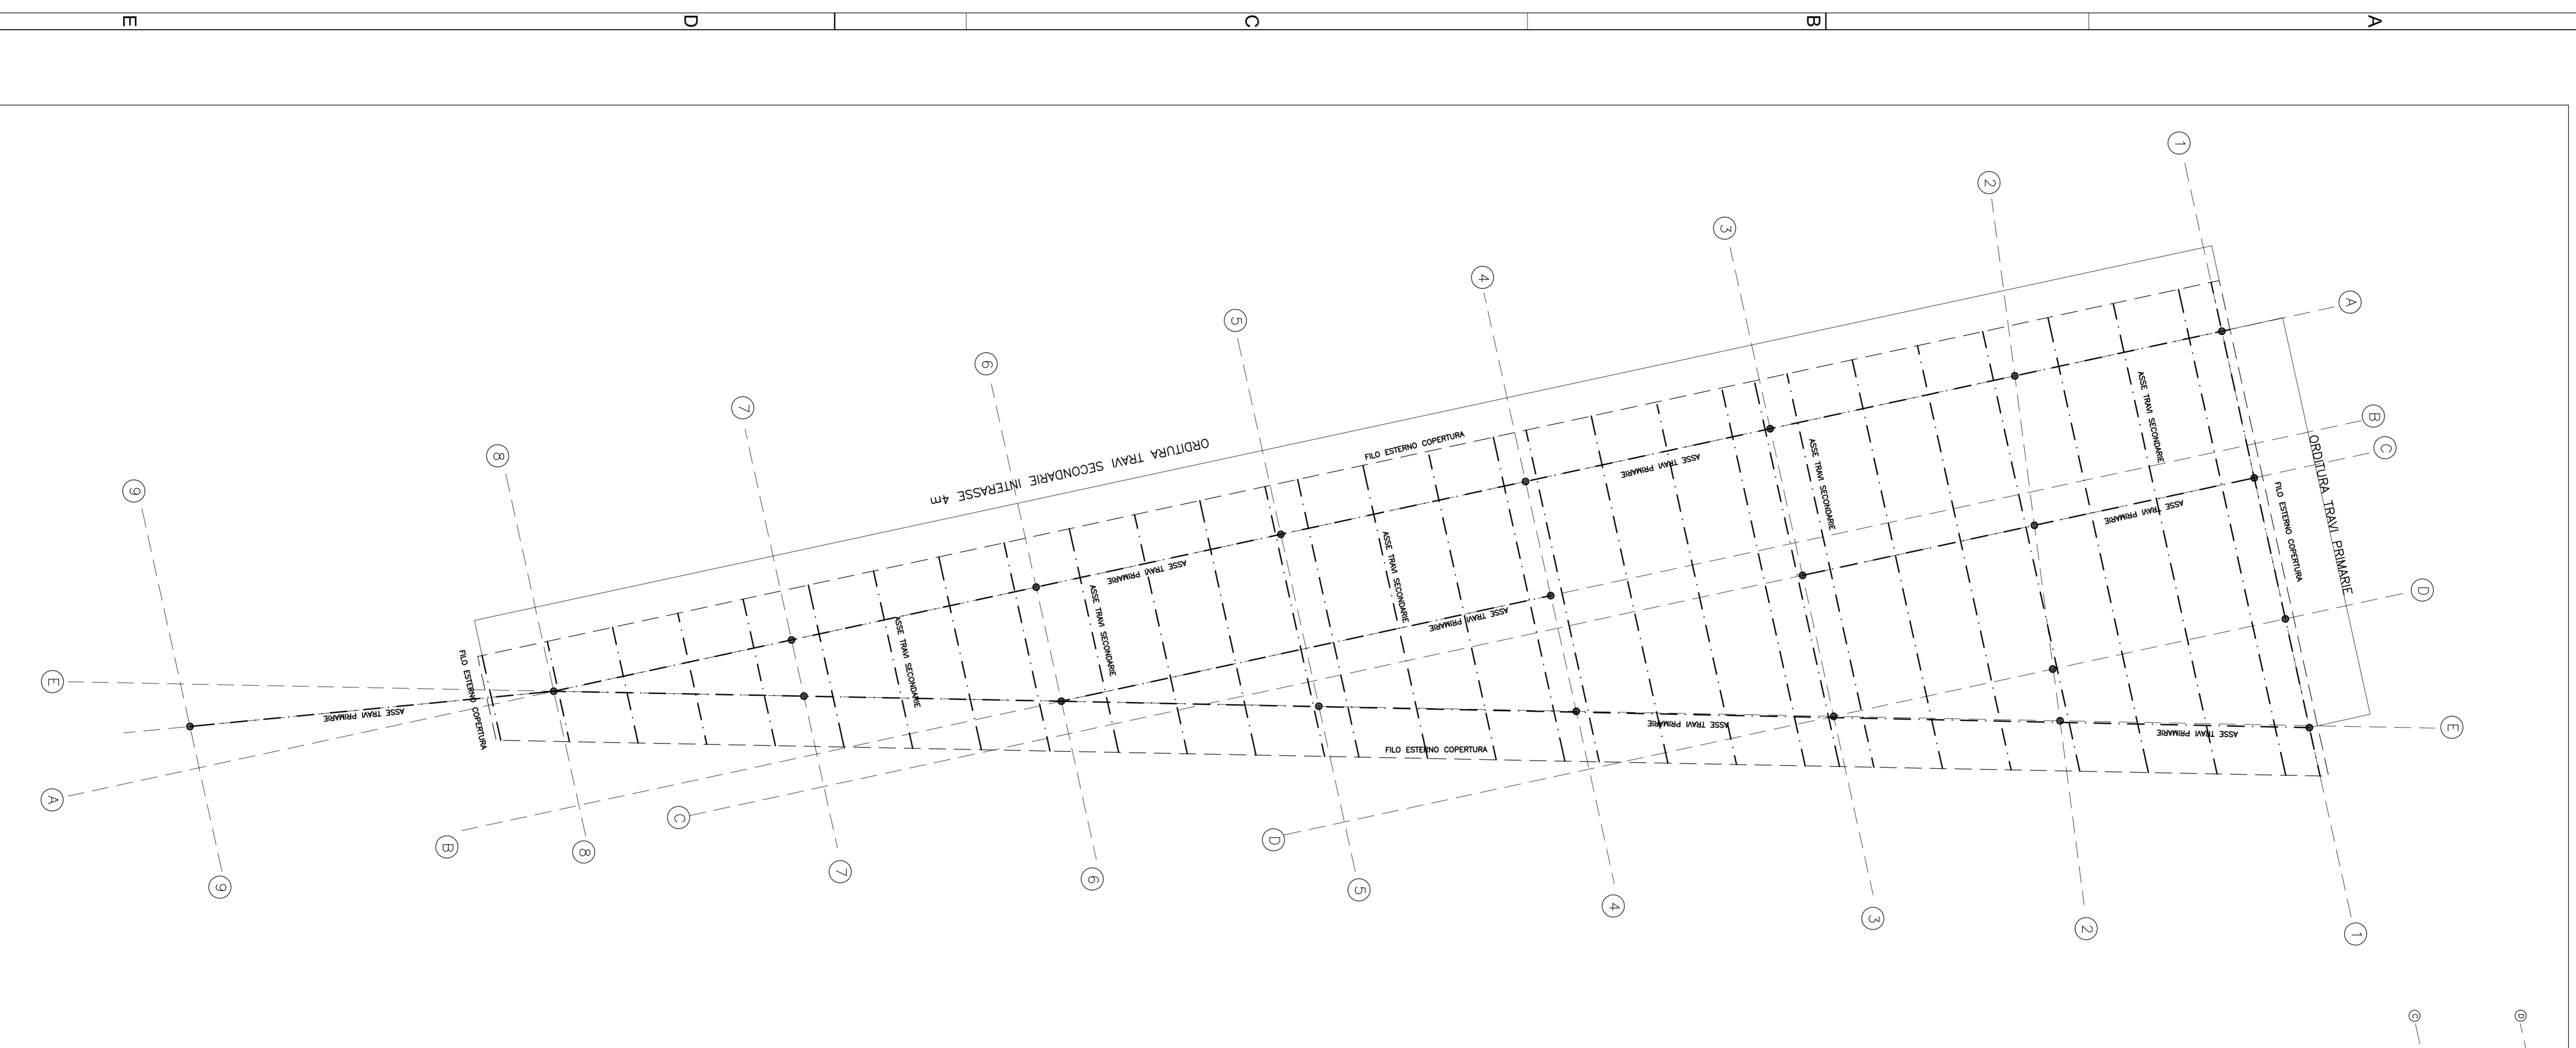 E
D
C
B
A
1
2
3
4
5
6
7
8
9
A
B
C
D
E
ORDITURA TRAVI PRIMARIE
FILO ESTERNO COPERTURA
ASSE TRAVI SECONDARIE
ASSE TRAVI PRIMARIE
ASSE TRAVI SECONDARIE
ASSE TRAVI PRIMARIE
FILO ESTERNO COPERTURA
ORDITURA TRAVI SECONDARIE INTERASSE 4m
ASSE TRAVI SECONDARIE
ASSE TRAVI PRIMARIE
ASSE TRAVI PRIMARIE
ASSE TRAVI SECONDARIE
ASSE TRAVI SECONDARIE
FILO ESTERNO COPERTURA
ASSE TRAVI PRIMARIE
ASSE TRAVI PRIMARIE
ASSE TRAVI PRIMARIE
FILO ESTERNO COPERTURA
E
A
B
C
D
9
8
7
6
5
4
3
2
1
C
D